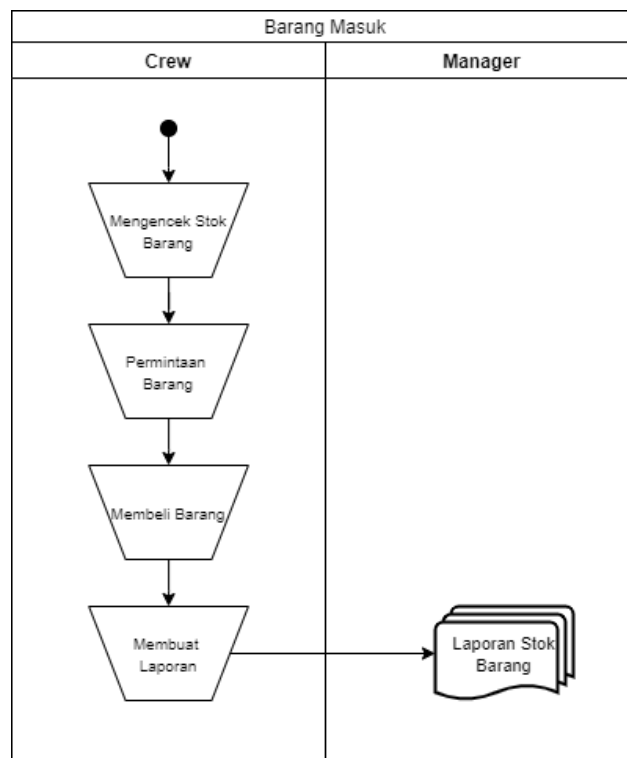 Barang Masuk
Crew
Manager
Mengencek Stok
Barang
Permintaan
Barang
Membeli Barang
Membuat
Laporan
Laporan Stok
Barang